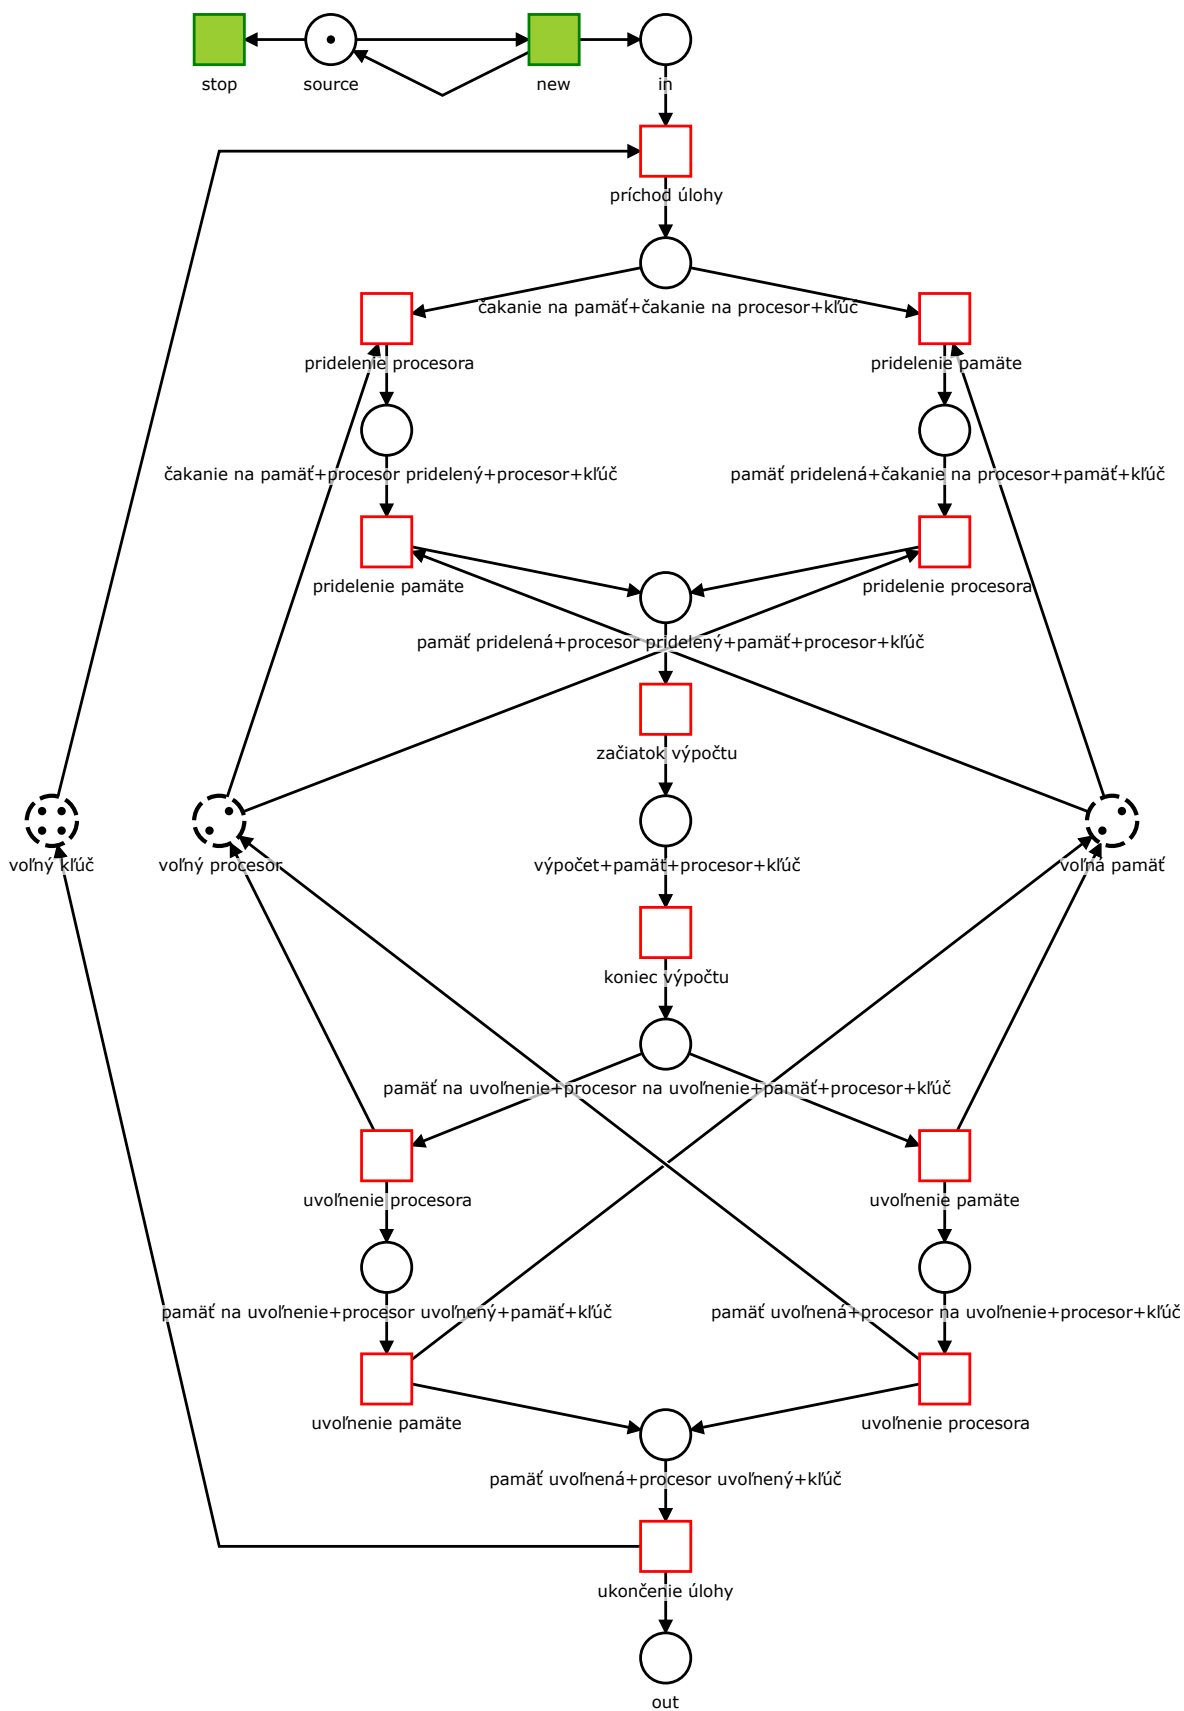 stop
source
new
in
príchod úlohy
čakanie na pamäť+čakanie na procesor+kľúč
pridelenie procesora
pridelenie pamäte
čakanie na pamäť+procesor pridelený+procesor+kľúč
pamäť pridelená+čakanie na procesor+pamäť+kľúč
pridelenie pamäte
pridelenie procesora
pamäť pridelená+procesor pridelený+pamäť+procesor+kľúč
začiatok výpočtu
voľný kľúč
voľný procesor
výpočet+pamäť+procesor+kľúč
voľná pamäť
koniec výpočtu
pamäť na uvoľnenie+procesor na uvoľnenie+pamäť+procesor+kľúč
uvoľnenie procesora
uvoľnenie pamäte
pamäť na uvoľnenie+procesor uvoľnený+pamäť+kľúč
pamäť uvoľnená+procesor na uvoľnenie+procesor+kľúč
uvoľnenie pamäte
uvoľnenie procesora
pamäť uvoľnená+procesor uvoľnený+kľúč
ukončenie úlohy
out